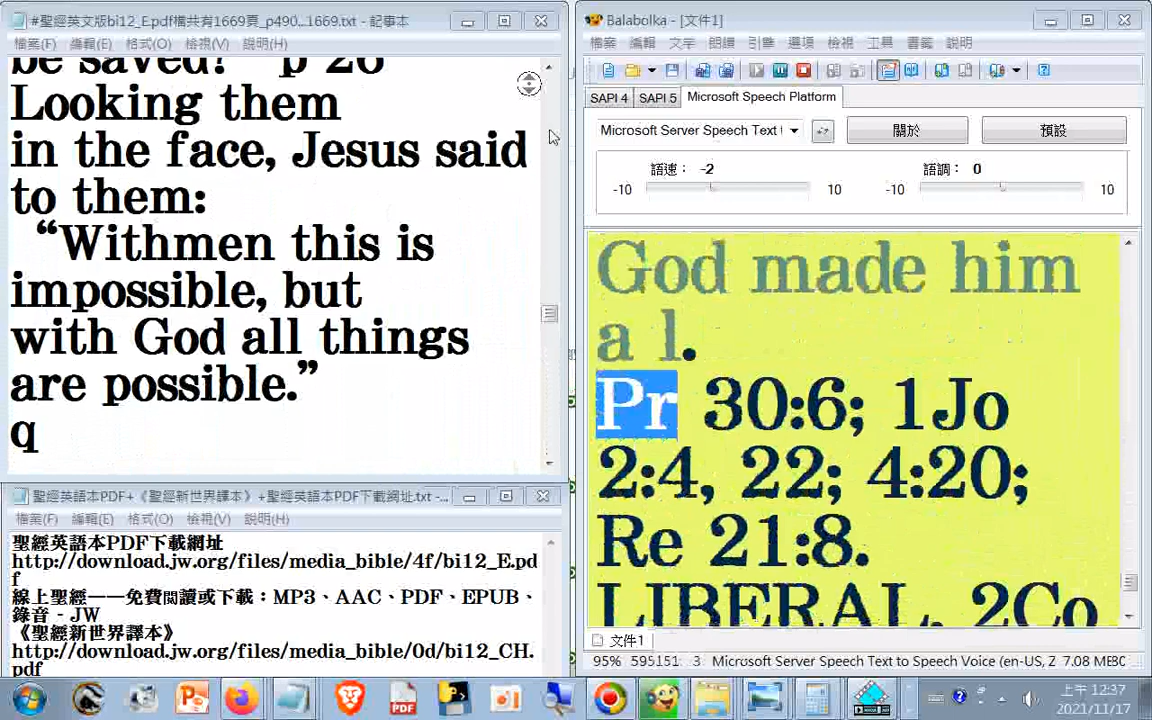 #聖經英文版bi12_E.pdf檔共有1669頁_p490...1669.txt - 記事本
檔案(F) 編輯(E) 格式(O) 檢視(V) 說明(H)
be saved?” p 26
Looking them
in the face, Jesus said
to them:
“Withmen this is
impossible, but
with God all things
are possible.”
q
聖經英語本PDF+《聖經新世界譯本》+聖經英語本PDF下載網址.txt -...
檔案(F) 編輯(E) 格式(O) 檢視(V) 說明(H)
聖經英語本PDF下載網址
http://download.jw.org/files/media_bible/4f/bi12_E.pd
f
線上聖經——免費閱讀或下載：MP3、AAC、PDF、EPUB、
錄音 - JW
《聖經新世界譯本》
http://download.jw.org/files/media_bible/0d/bi12_CH.
pdf
Balabolka - [文件1]
檔案 編輯 文字 朗讀 引擎 選項 檢視 工具 書籤 說明
SAPI 4 SAPI 5 Microsoft Speech Platform
Microsoft Server Speech Text
關於 預設
語速： -2 語調： 0
-10 10 -10 10
God made him
a l.
Pr 30:6; 1Jo
2:4, 22; 4:20;
Re 21:8.
LIBERAL, 2Co
文件1
95% 595151 3 Microsoft Server Speech Text to Speech Voice (en-US, Z 7.08 MB
上午 12:37
2021/11/17